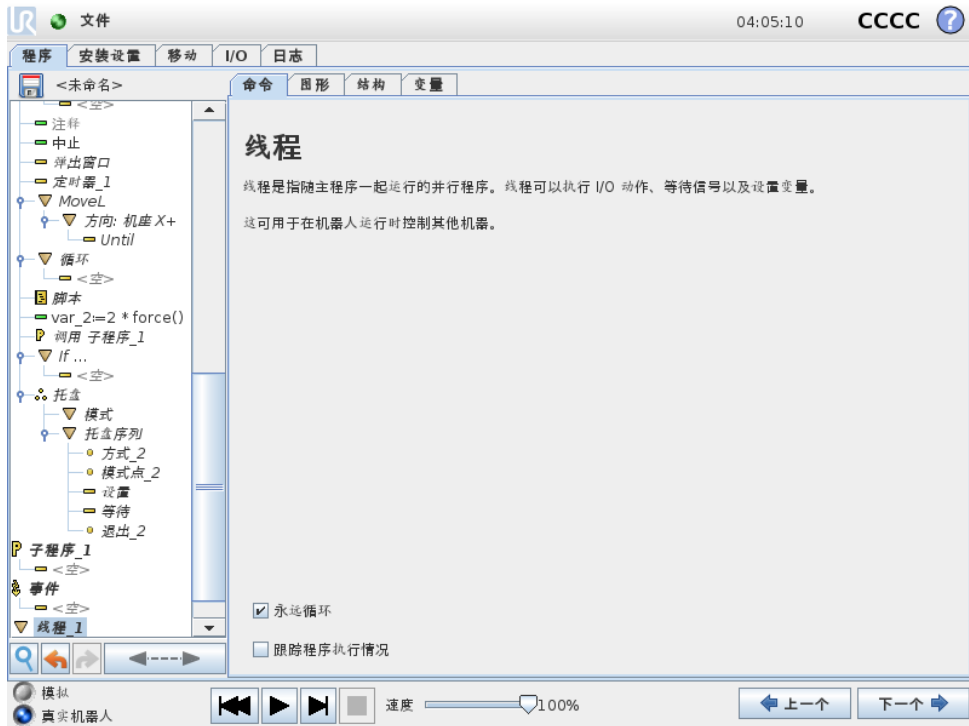 UR 文件 04:05:10 CCCC ?
程序 安装设置 移动 I/O 日志
<未命名> 命令 图形 结构 变量
<空>
注释
中止
弹出窗口
定时器_1
MoveL
方向: 机座 X+
Until
循环
<空>
脚本
var_2:=2 * force()
P 调用 子程序_1
If ...
<空>
托盘
模式
托盘序列
方式_2
模式点_2
设置
等待
退出_2
P 子程序_1
<空>
事件
<空>
线程_1
线程
线程是指随主程序一起运行的并行程序。线程可以执行 I/O 动作、等待信号以及设置变量。
这可用于在机器人运行时控制其他机器。
永远循环
跟踪程序执行情况
模拟
真实机器人
速度 100%
上一个 下一个